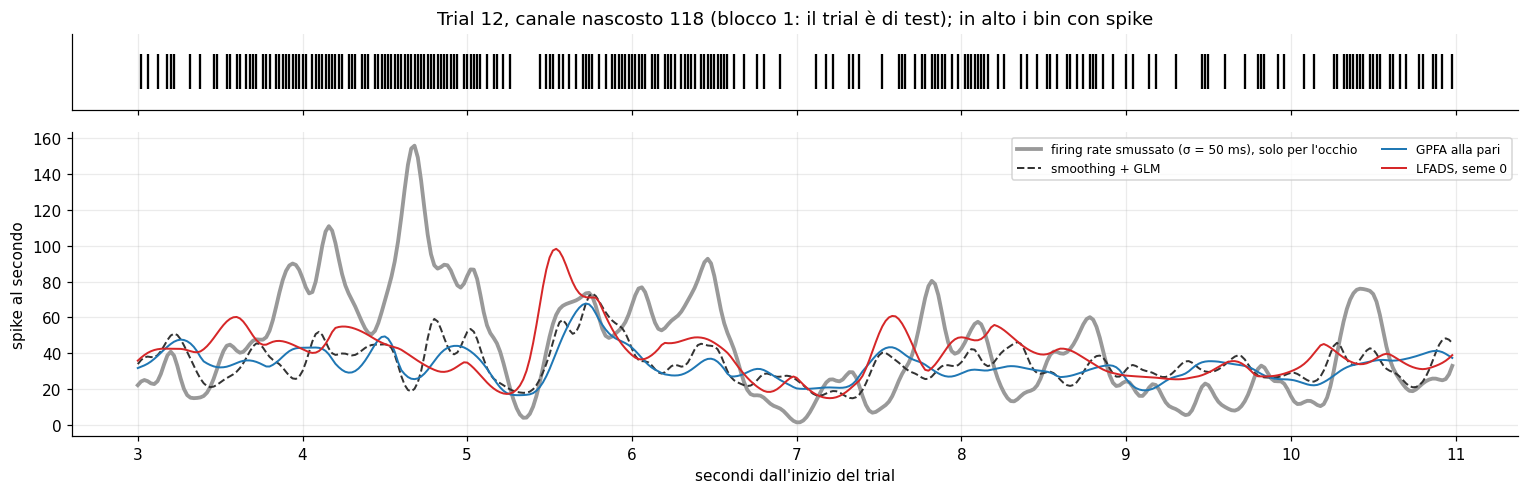 Trial 12, canale nascosto 118 (blocco 1: il trial è di test); in alto i bin con spike
160
140
120
100
80
60
40
20
0
spike al secondo
firing rate smussato (σ = 50 ms), solo per l'occhio
smoothing + GLM
GPFA alla pari
LFADS, seme 0
3 4 5 6 7 8 9 10 11
secondi dall'inizio del trial